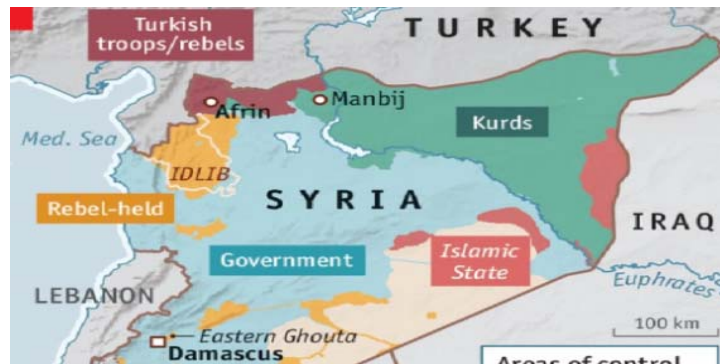 Turkish
troops/rebels
TURKEY
Afrin
Manbij
Kurds
Med. Sea
IDLIB
SYRIA
Rebel-held
Government
Islamic
State
IRAQ
Euphrates
LEBANON
100 km
Eastern Ghouta
Damascus
Areas of control